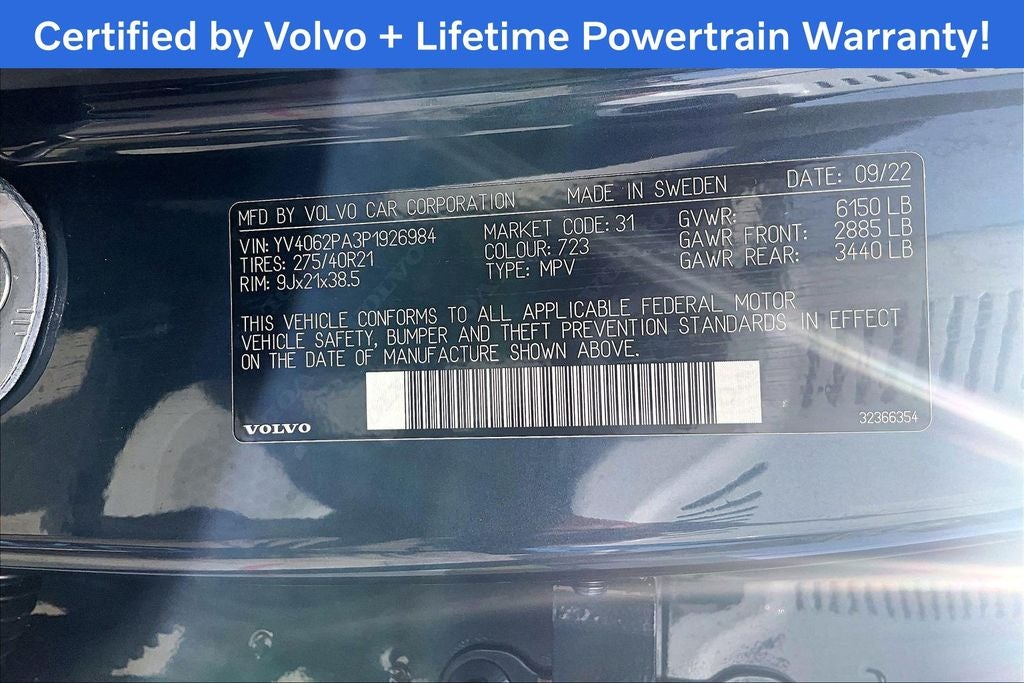 Certified by Volvo + Lifetime Powertrain Warranty!
MFD BY VOLVO CAR CORPORATION MADE IN SWEDEN DATE: 09/22
VIN: YV4062PA3P1926984 MARKET CODE: 31 GVWR: 6150 LB
TIRES: 275/40R21 COLOUR: 723 GAWR FRONT: 2885 LB
RIM: 9Jx21x38.5 TYPE: MPV GAWR REAR: 3440 LB
THIS VEHICLE CONFORMS TO ALL APPLICABLE FEDERAL MOTOR
VEHICLE SAFETY, BUMPER AND THEFT PREVENTION STANDARDS IN EFFECT
ON THE DATE OF MANUFACTURE SHOWN ABOVE.
VOLVO 32366354